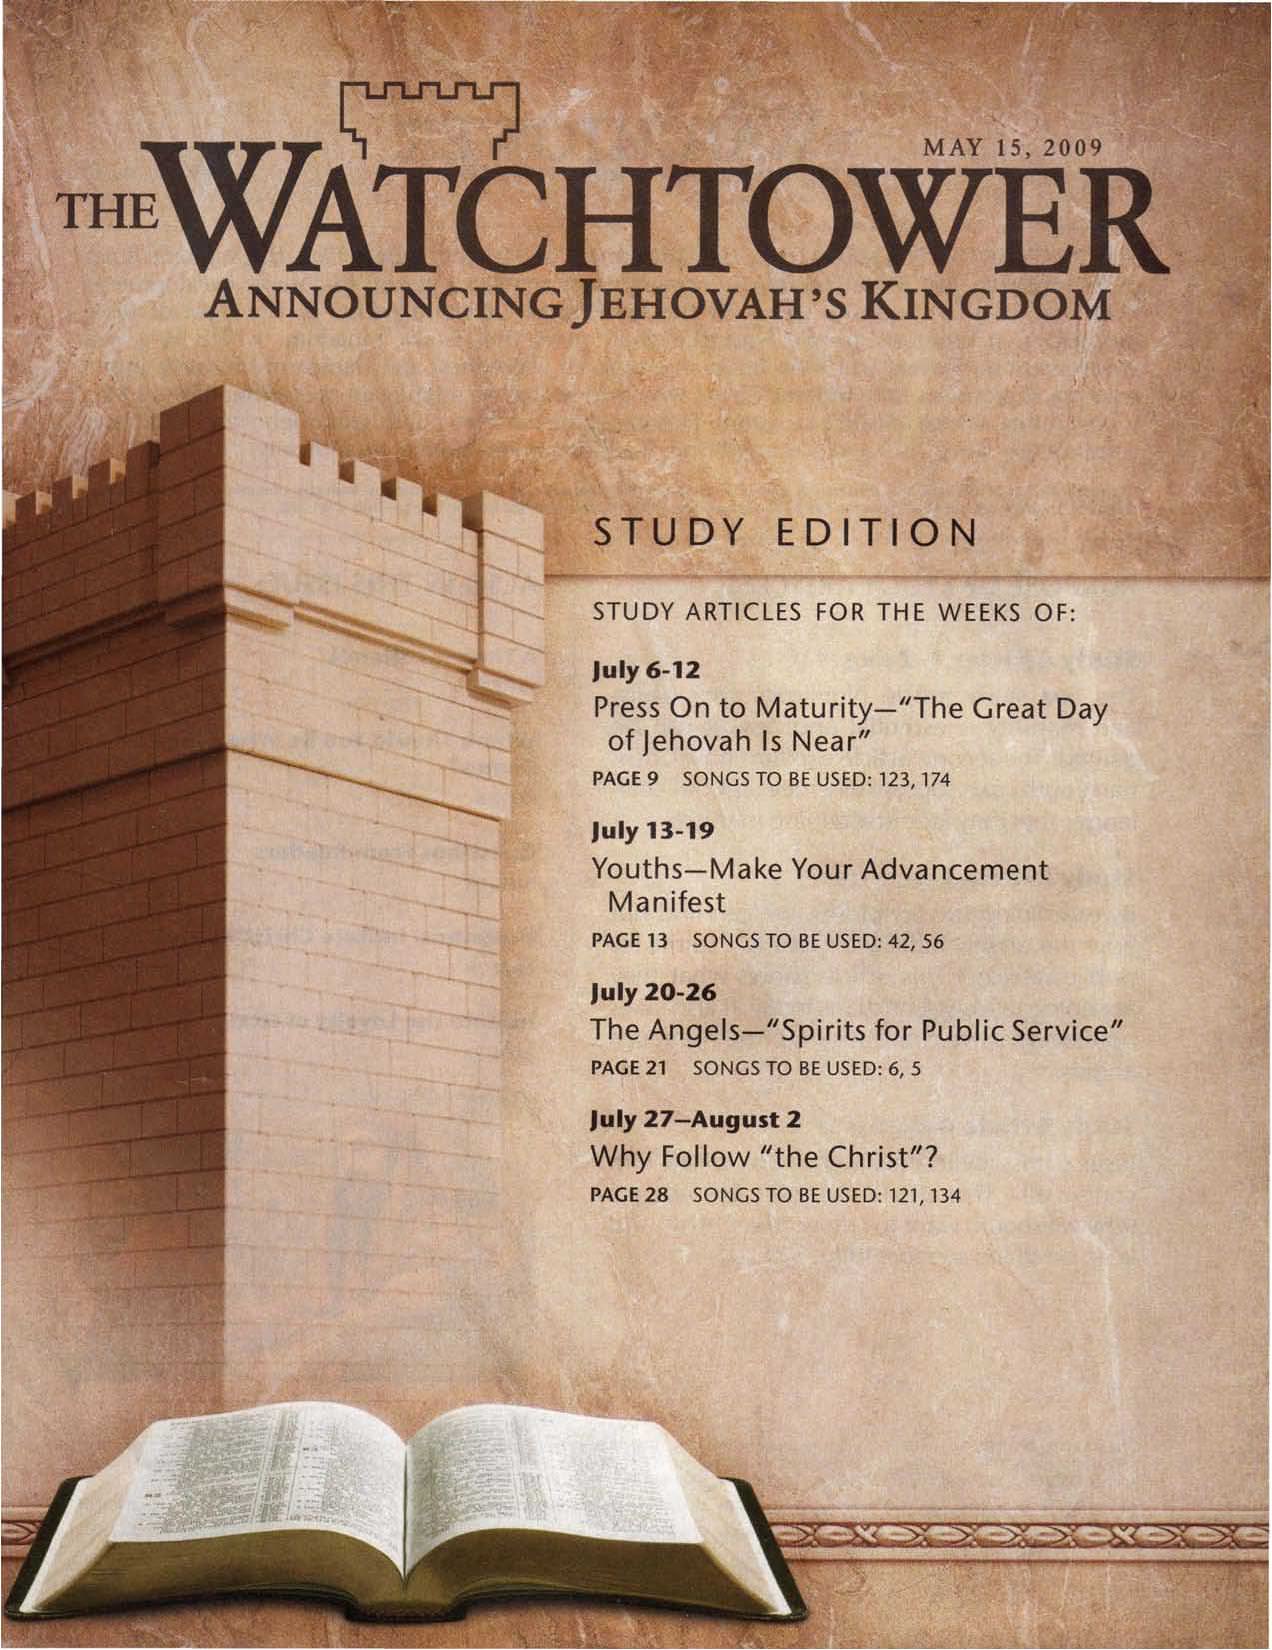 MAY 15, 2009
THE WATCHTOWER
ANNOUNCING JEHOVAH'S KINGDOM
STUDY EDITION
STUDY ARTICLES FOR THE WEEKS OF:
July 6-12
Press On to Maturity—"The Great Day
of Jehovah Is Near"
PAGE 9 SONGS TO BE USED: 123, 174
July 13-19
Youths—Make Your Advancement
Manifest
PAGE 13 SONGS TO BE USED: 42, 56
July 20-26
The Angels—"Spirits for Public Service"
PAGE 21 SONGS TO BE USED: 6, 5
July 27–August 2
Why Follow "the Christ"?
PAGE 28 SONGS TO BE USED: 121, 134